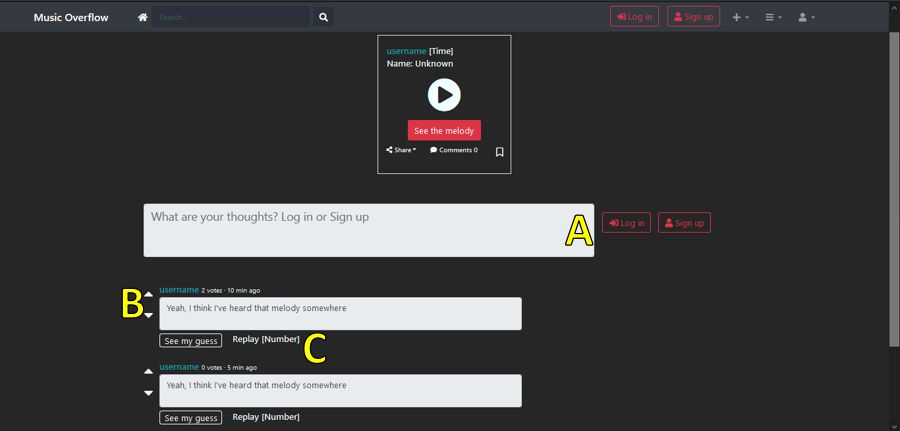 Music Overflow Search... Log in Sign up
username [Time]
Name: Unknown
See the melody
Share Comments 0
What are your thoughts? Log in or Sign up
A
Log in Sign up
B
username 2 votes · 10 min ago
Yeah, I think I've heard that melody somewhere
See my guess Replay [Number]
C
username 0 votes · 5 min ago
Yeah, I think I've heard that melody somewhere
See my guess Replay [Number]